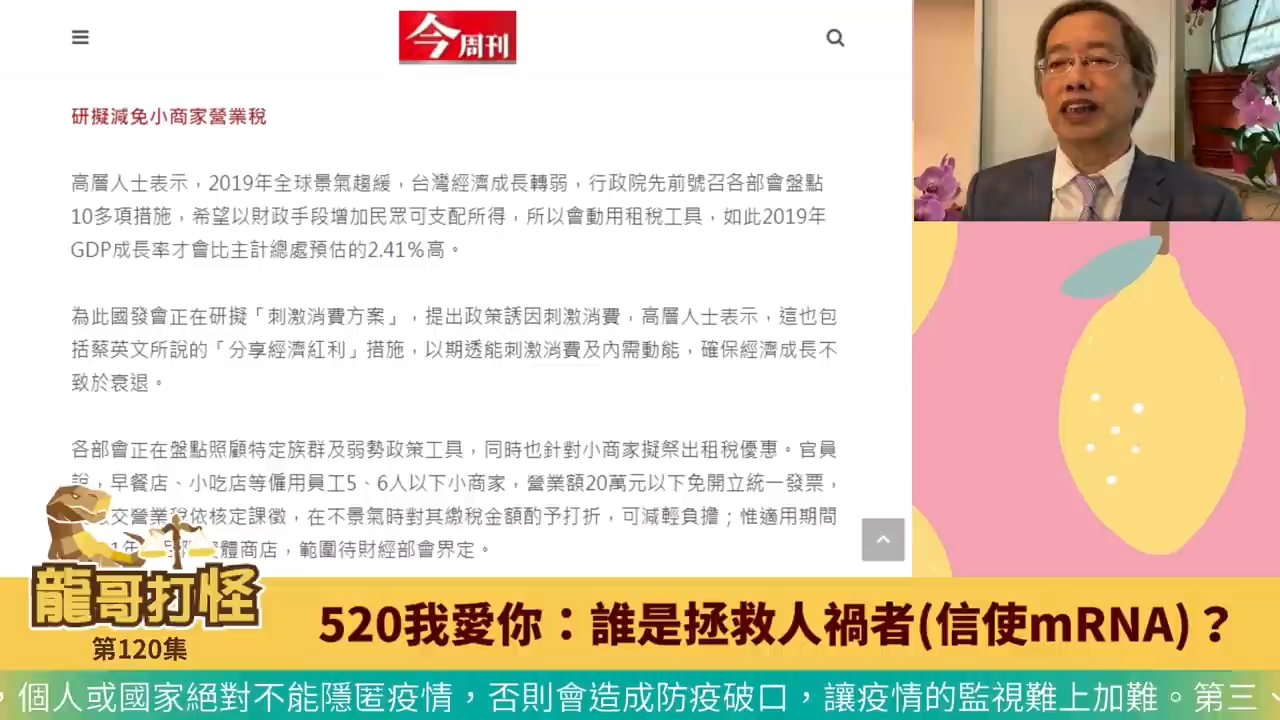 今周刊
研擬減免小商家營業稅
高層人士表示，2019年全球景氣趨緩，台灣經濟成長轉弱，行政院先前號召各部會盤點
10多項措施，希望以財政手段增加民眾可支配所得，所以會動用租稅工具，如此2019年
GDP成長率才會比主計總處預估的2.41%高。
為此國發會正在研擬「刺激消費方案」，提出政策誘因刺激消費，高層人士表示，這也包
括蔡英文所說的「分享經濟紅利」措施，以期透能刺激消費及內需動能，確保經濟成長不
致於衰退。
各部會正在盤點照顧特定族群及弱勢政策工具，同時也針對小商家擬祭出租稅優惠。官員
說，早餐店、小吃店等僱用員工5、6人以下小商家，營業額20萬元以下免開立統一發票，
交營業稅依核定課徵，在不景氣時對其繳稅金額酌予打折，可減輕負擔；惟適用期間
體商店，範圍待財經部會界定。
龍哥打怪
第120集
520我愛你：誰是拯救人禍者(信使mRNA)？
，個人或國家絕對不能隱匿疫情，否則會造成防疫破口，讓疫情的監視難上加難。第三、